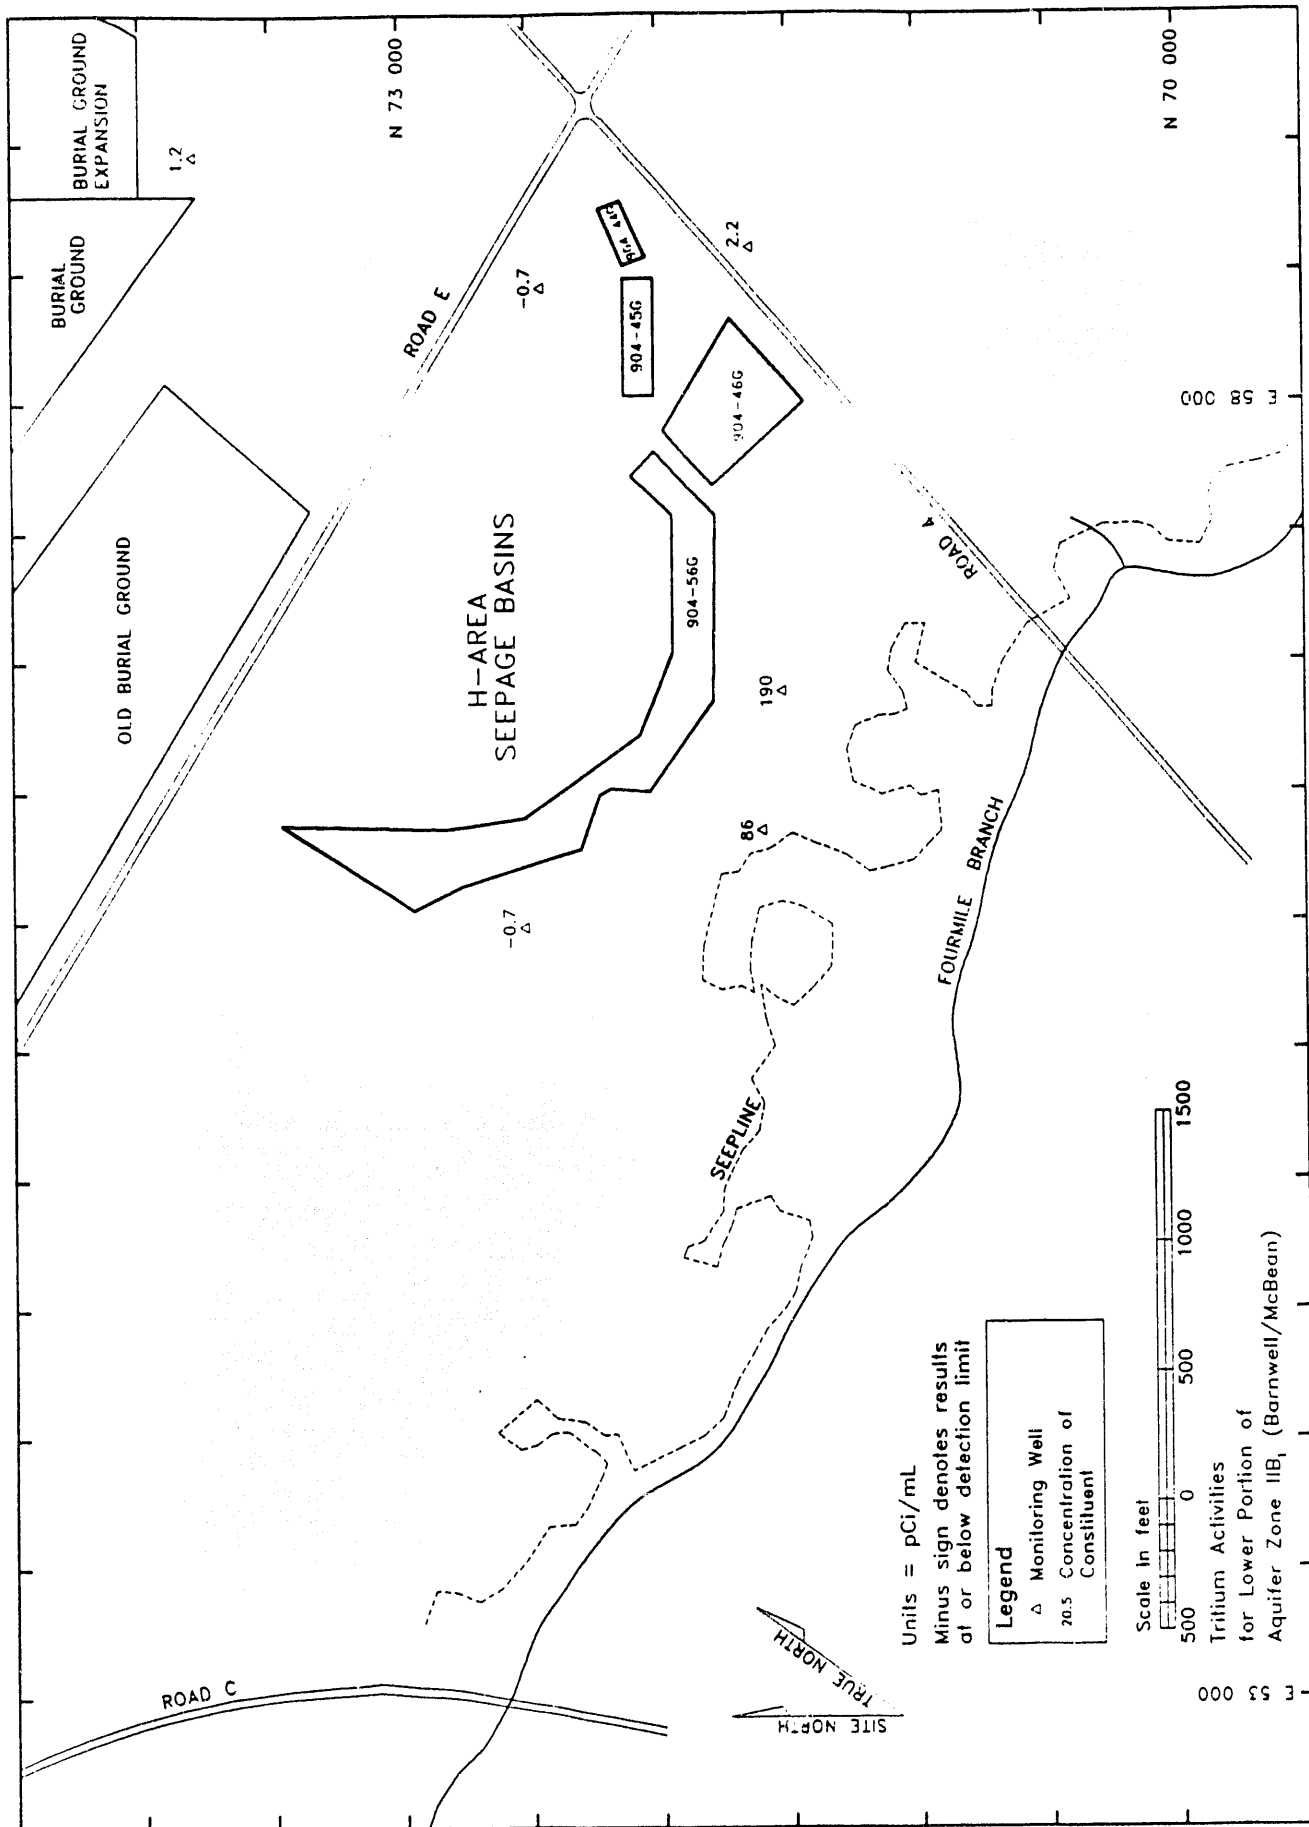 BURIAL GROUND
EXPANSION
1.2
BURIAL
GROUND
OLD BURIAL GROUND
N 73 000
N 70 000
ROAD E
-0.7
904-45G
2.2
904-46G
E 58 000
H-AREA
SEEPAGE BASINS
904-56G
ROAD 4
190
86
-0.7
FOURMILE BRANCH
SEEPLINE
ROAD C
Units = pCi/mL
Minus sign denotes results
at or below detection limit
Legend
△ Monitoring Well
20.5 Concentration of
Constituent
SITE NORTH
TRUE NORTH
Scale in feet
500 0 500 1000 1500
Tritium Activities
for Lower Portion of
Aquifer Zone IIB₁ (Barnwell/McBean)
E 53 000